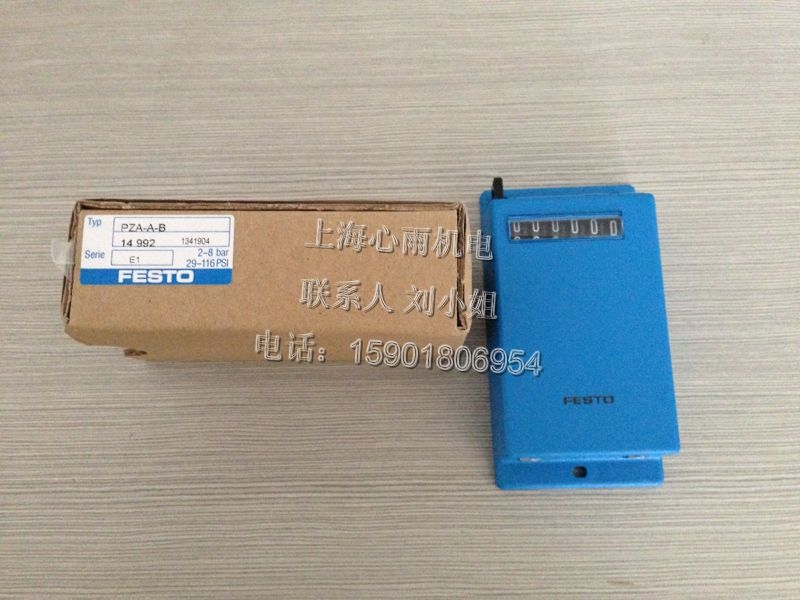 Typ PZA-A-B
14 992 1341904
Serie E1 2-8 bar
29-116 PSI
FESTO
上海心雨机电
联系人 刘小姐
电话：15901806954
FESTO